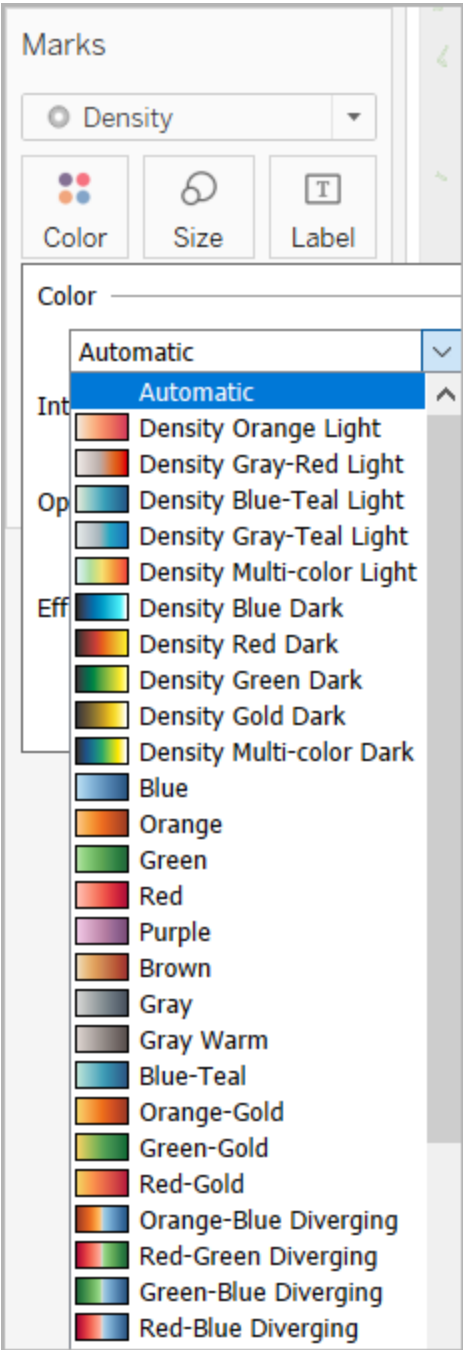 Marks
Density
Color Size Label
T
Color
Automatic
Automatic
Int
Density Orange Light
Density Gray-Red Light
Op
Density Blue-Teal Light
Density Gray-Teal Light
Density Multi-color Light
Eff
Density Blue Dark
Density Red Dark
Density Green Dark
Density Gold Dark
Density Multi-color Dark
Blue
Orange
Green
Red
Purple
Brown
Gray
Gray Warm
Blue-Teal
Orange-Gold
Green-Gold
Red-Gold
Orange-Blue Diverging
Red-Green Diverging
Green-Blue Diverging
Red-Blue Diverging